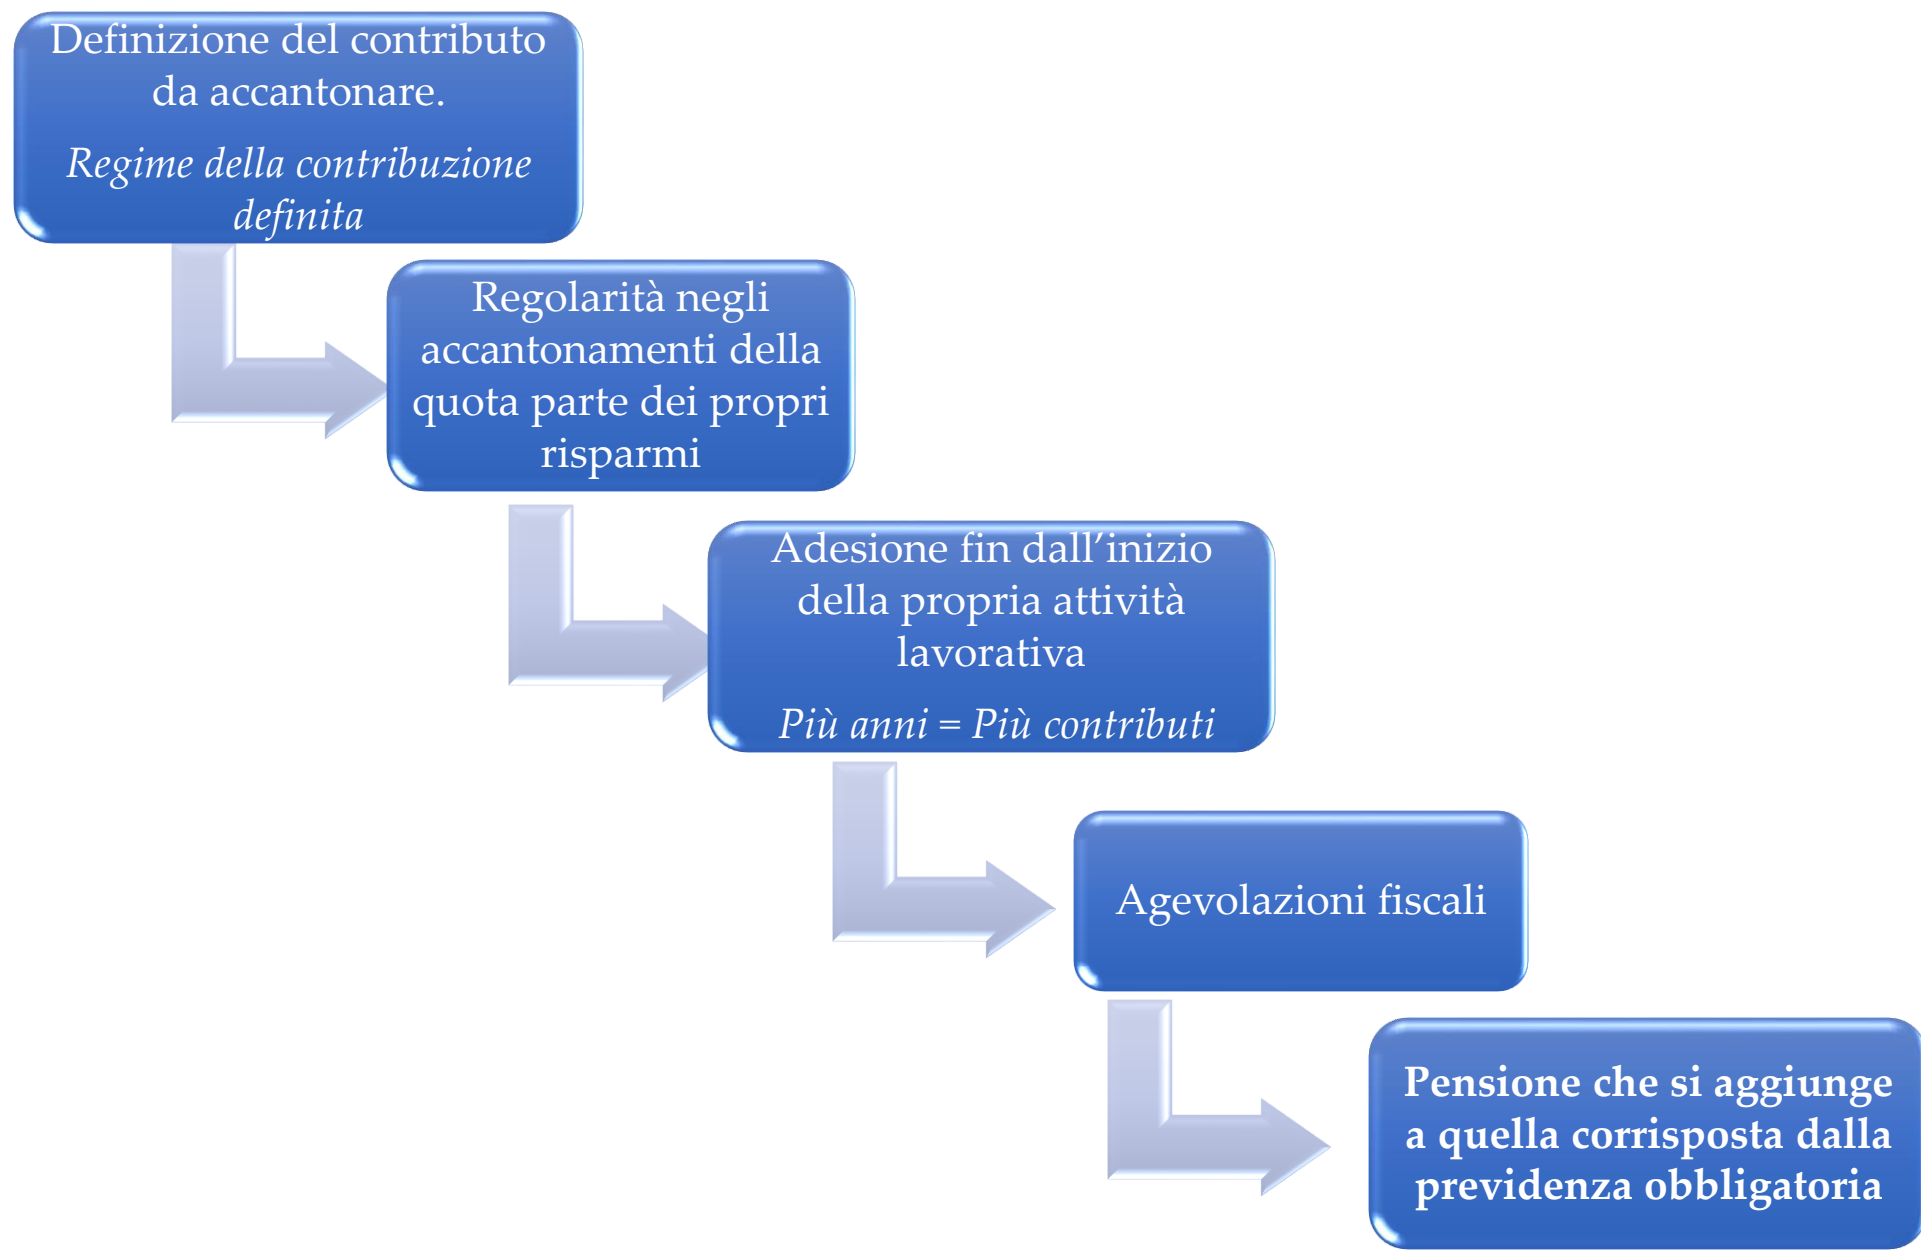 Definizione del contributo
da accantonare.
Regime della contribuzione
definita
Regolarità negli
accantonamenti della
quota parte dei propri
risparmi
Adesione fin dall’inizio
della propria attività
lavorativa
Più anni = Più contributi
Agevolazioni fiscali
Pensione che si aggiunge
a quella corrisposta dalla
previdenza obbligatoria